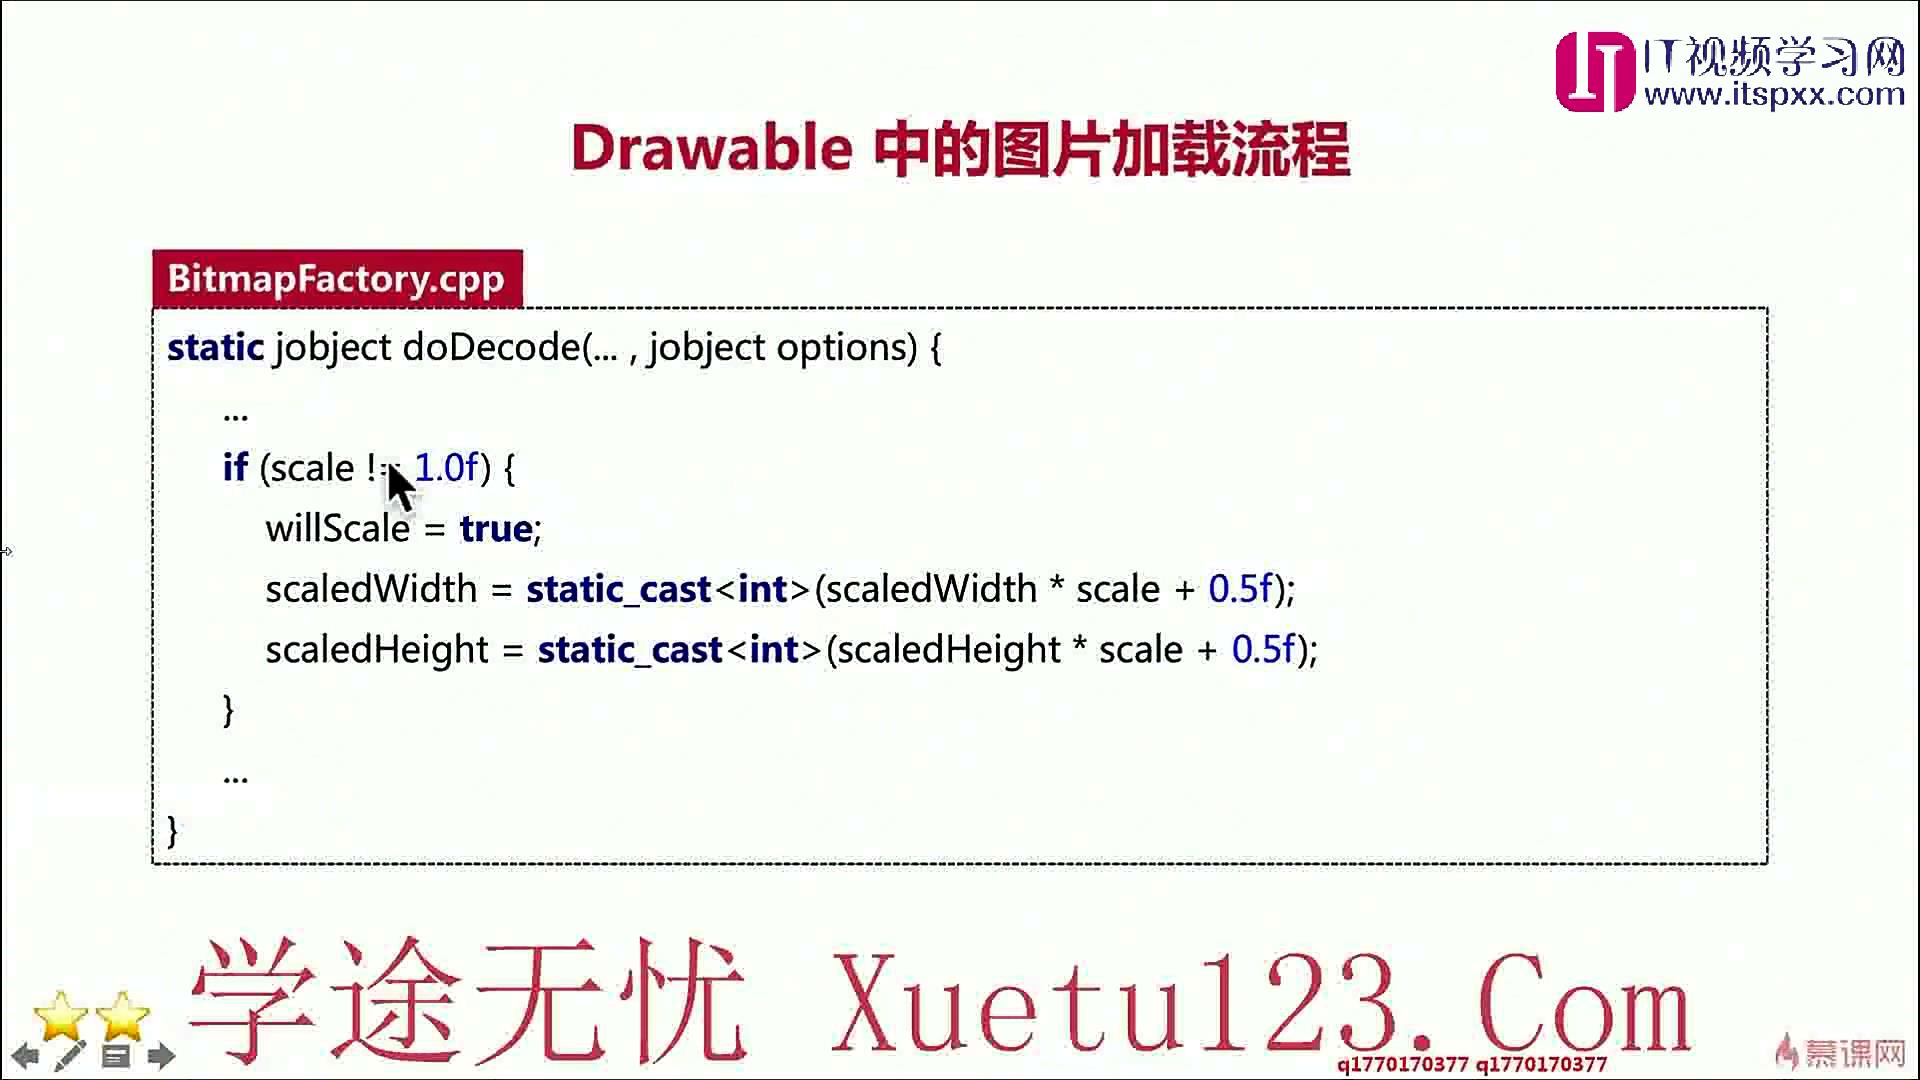 IT视频学习网
www.itspxx.com
Drawable 中的图片加载流程
BitmapFactory.cpp
static jobject doDecode(... , jobject options) {
...
if (scale != 1.0f) {
willScale = true;
scaledWidth = static_cast<int>(scaledWidth * scale + 0.5f);
scaledHeight = static_cast<int>(scaledHeight * scale + 0.5f);
}
...
}
学途无忧 Xuetu123.Com
q1770170377 q1770170377
慕课网